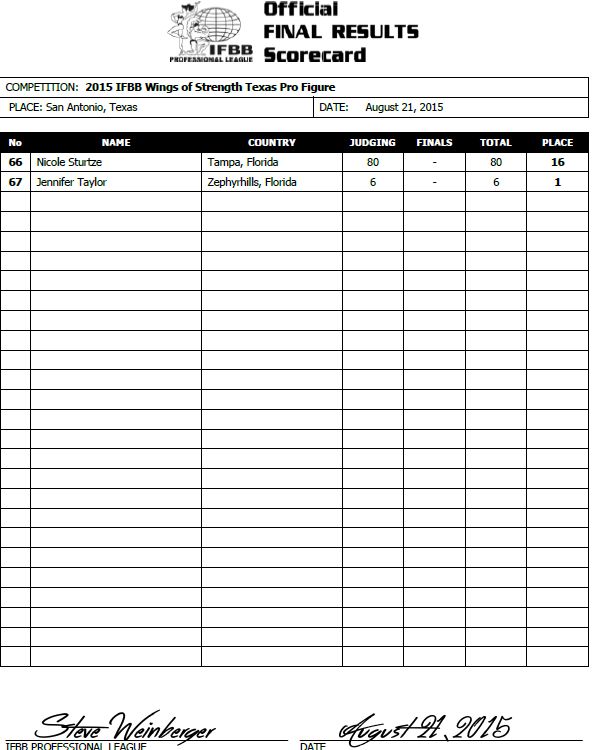 Official
FINAL RESULTS
Scorecard
IFBB
PROFESSIONAL LEAGUE
COMPETITION: 2015 IFBB Wings of Strength Texas Pro Figure
PLACE: San Antonio, Texas DATE: August 21, 2015
No NAME COUNTRY JUDGING FINALS TOTAL PLACE
66 Nicole Sturtze Tampa, Florida 80 - 80 16
67 Jennifer Taylor Zephyrhills, Florida 6 - 6 1
Steve Weinberger August 21, 2015
IFBB PROFESSIONAL LEAGUE DATE